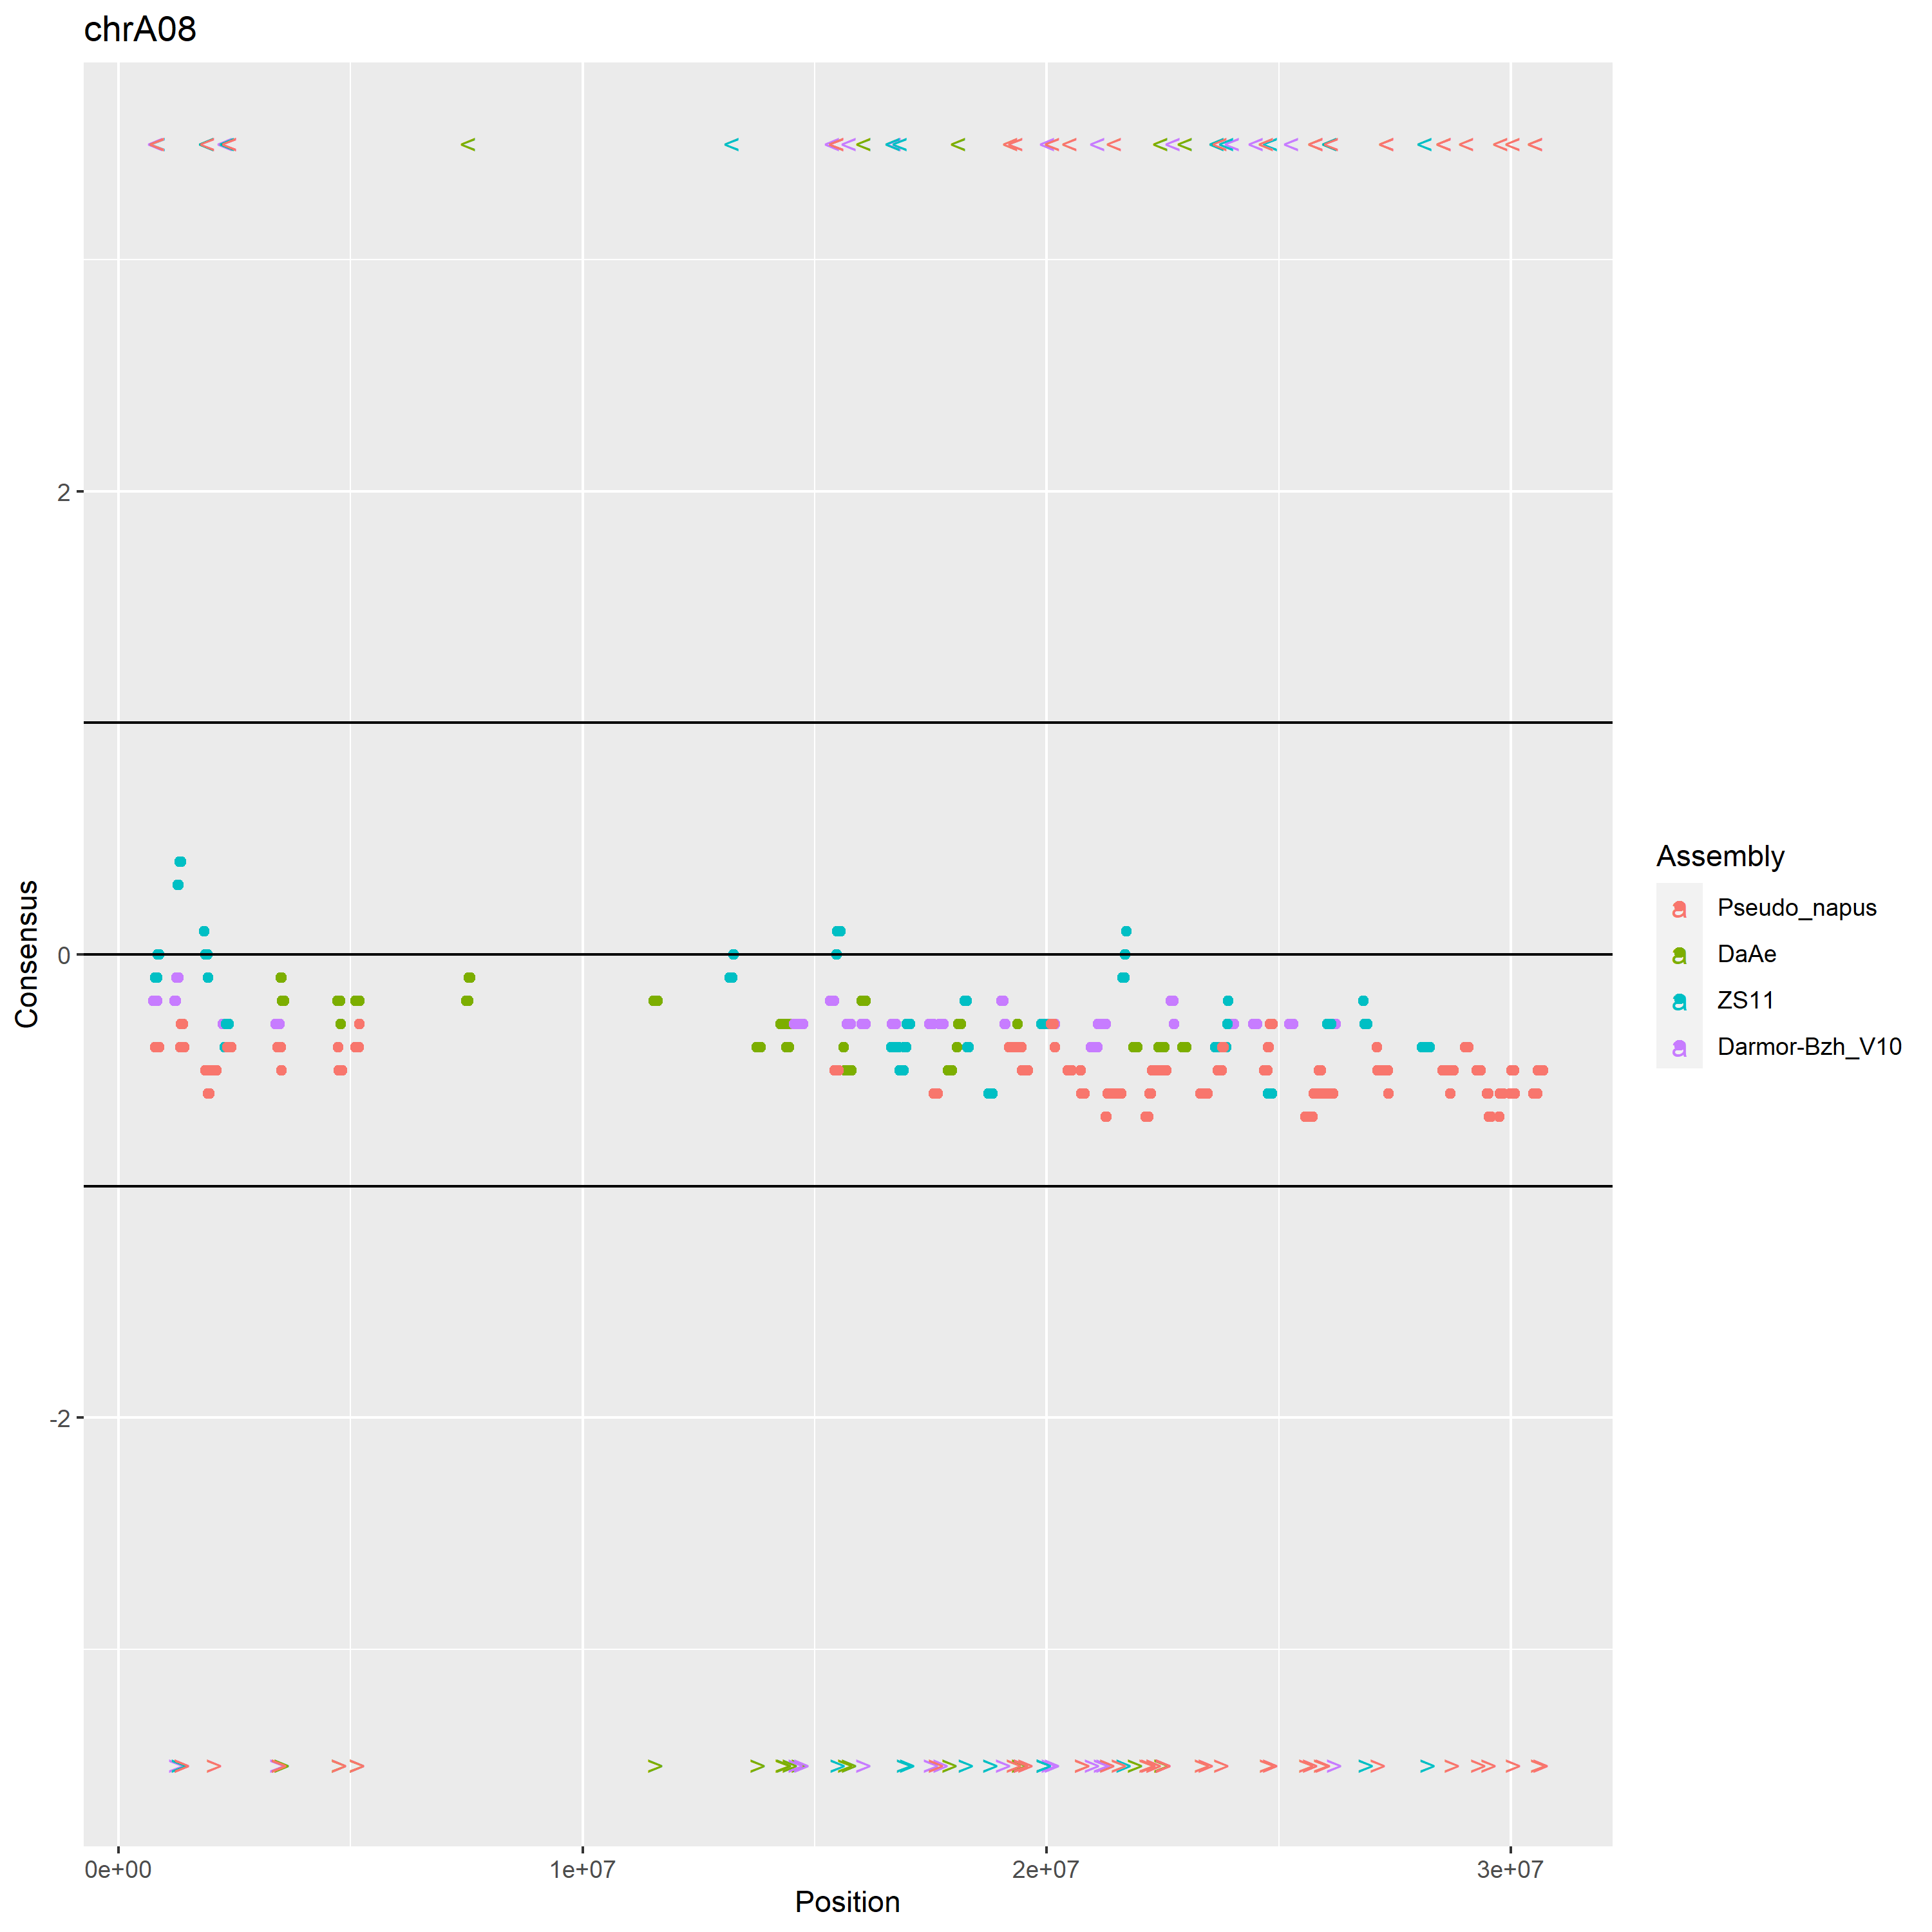 chrA08
2
0
-2
Consensus
0e+00
1e+07
2e+07
3e+07
Position
Assembly
a Pseudo_napus
a DaAe
a ZS11
a Darmor-Bzh_V10